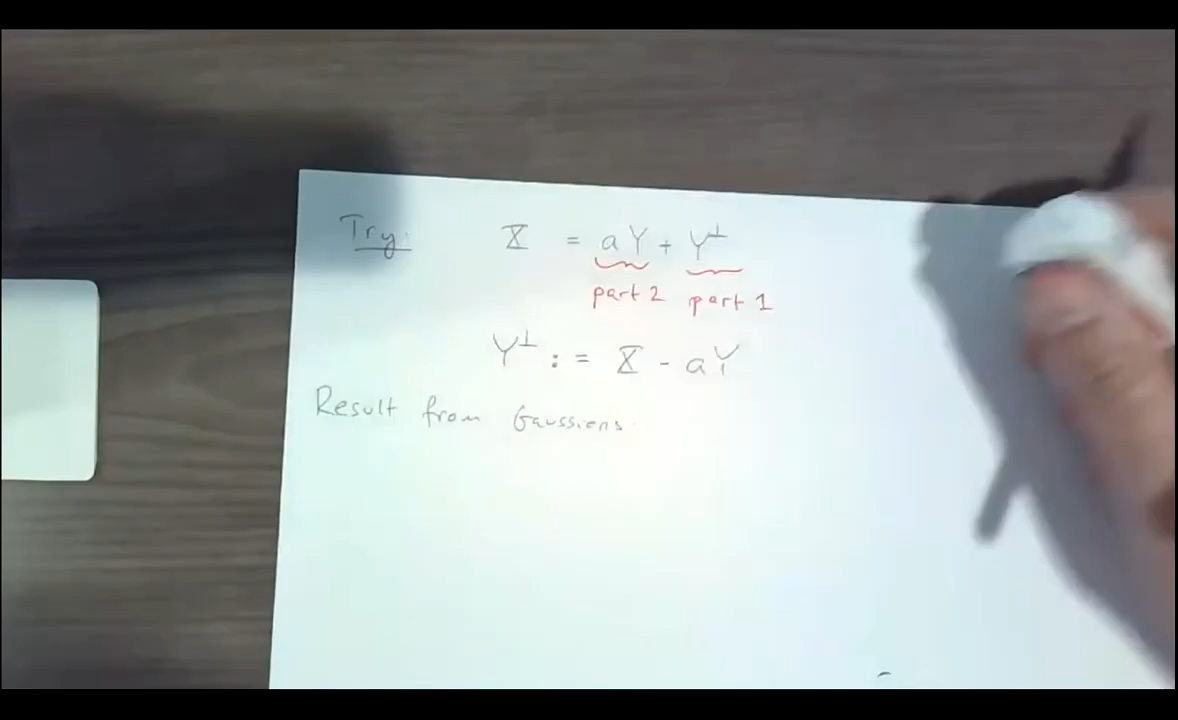 Try: X = aY + Y⊥
part 2 part 1
Y⊥ := X - aY
Result from Gaussians